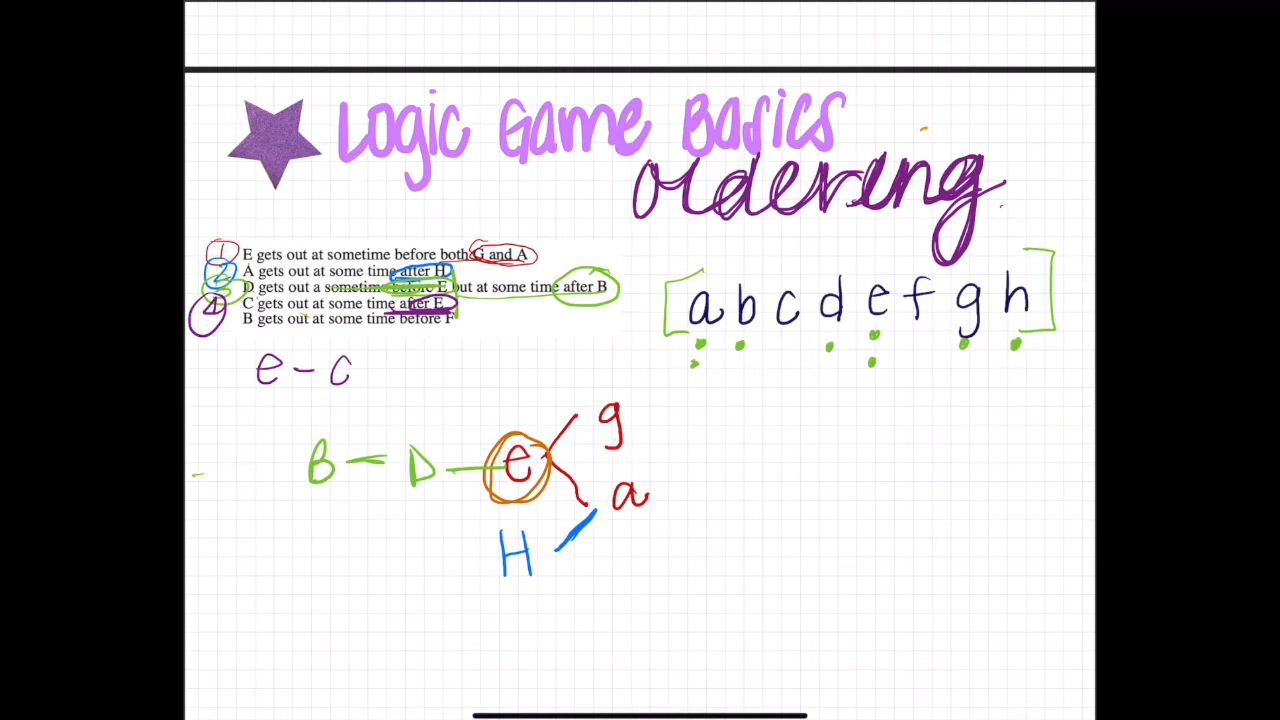 Logic Game Basics
ordering
1 E gets out at sometime before both G and A
2 A gets out at some time after H
3 D gets out a sometime before E but at some time after B
4 C gets out at some time after E
B gets out at some time before F
[a b c d e f g h]
e - c
g
B - D - e
a
H